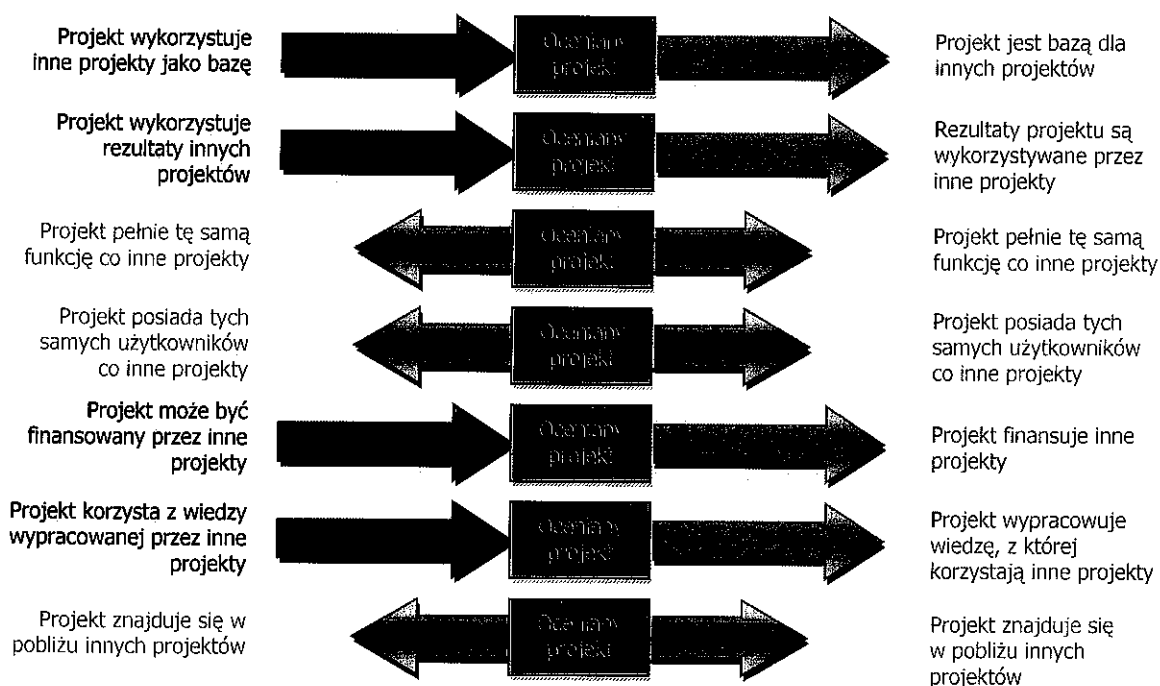 Projekt wykorzystuje
inne projekty jako bazę
Oceniany
projekt
Projekt jest bazą dla
innych projektów
Projekt wykorzystuje
rezultaty innych
projektów
Oceniany
projekt
Rezultaty projektu są
wykorzystywane przez
inne projekty
Projekt pełnie tę samą
funkcję co inne projekty
Oceniany
projekt
Projekt pełnie tę samą
funkcję co inne projekty
Projekt posiada tych
samych użytkowników
co inne projekty
Oceniany
projekt
Projekt posiada tych
samych użytkowników
co inne projekty
Projekt może być
finansowany przez inne
projekty
Oceniany
projekt
Projekt finansuje inne
projekty
Projekt korzysta z wiedzy
wypracowanej przez inne
projekty
Oceniany
projekt
Projekt wypracowuje
wiedzę, z której
korzystają inne projekty
Projekt znajduje się w
pobliżu innych projektów
Oceniany
projekt
Projekt znajduje się
w pobliżu innych
projektów